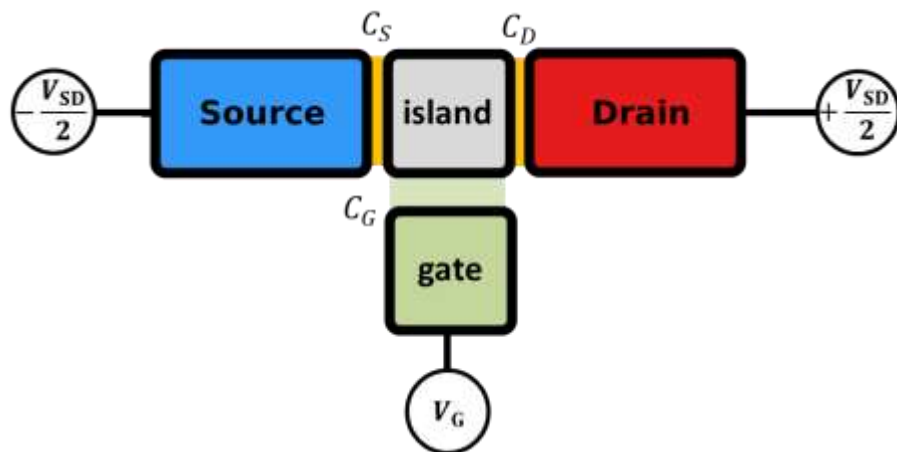 C_S C_D
− V_SD/2 Source island Drain + V_SD/2
C_G
gate
V_G